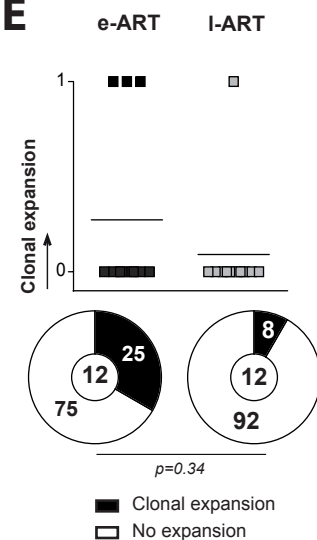 E
e-ART l-ART
1
Clonal expansion
0
25
12
75
8
12
92
p=0.34
Clonal expansion
No expansion